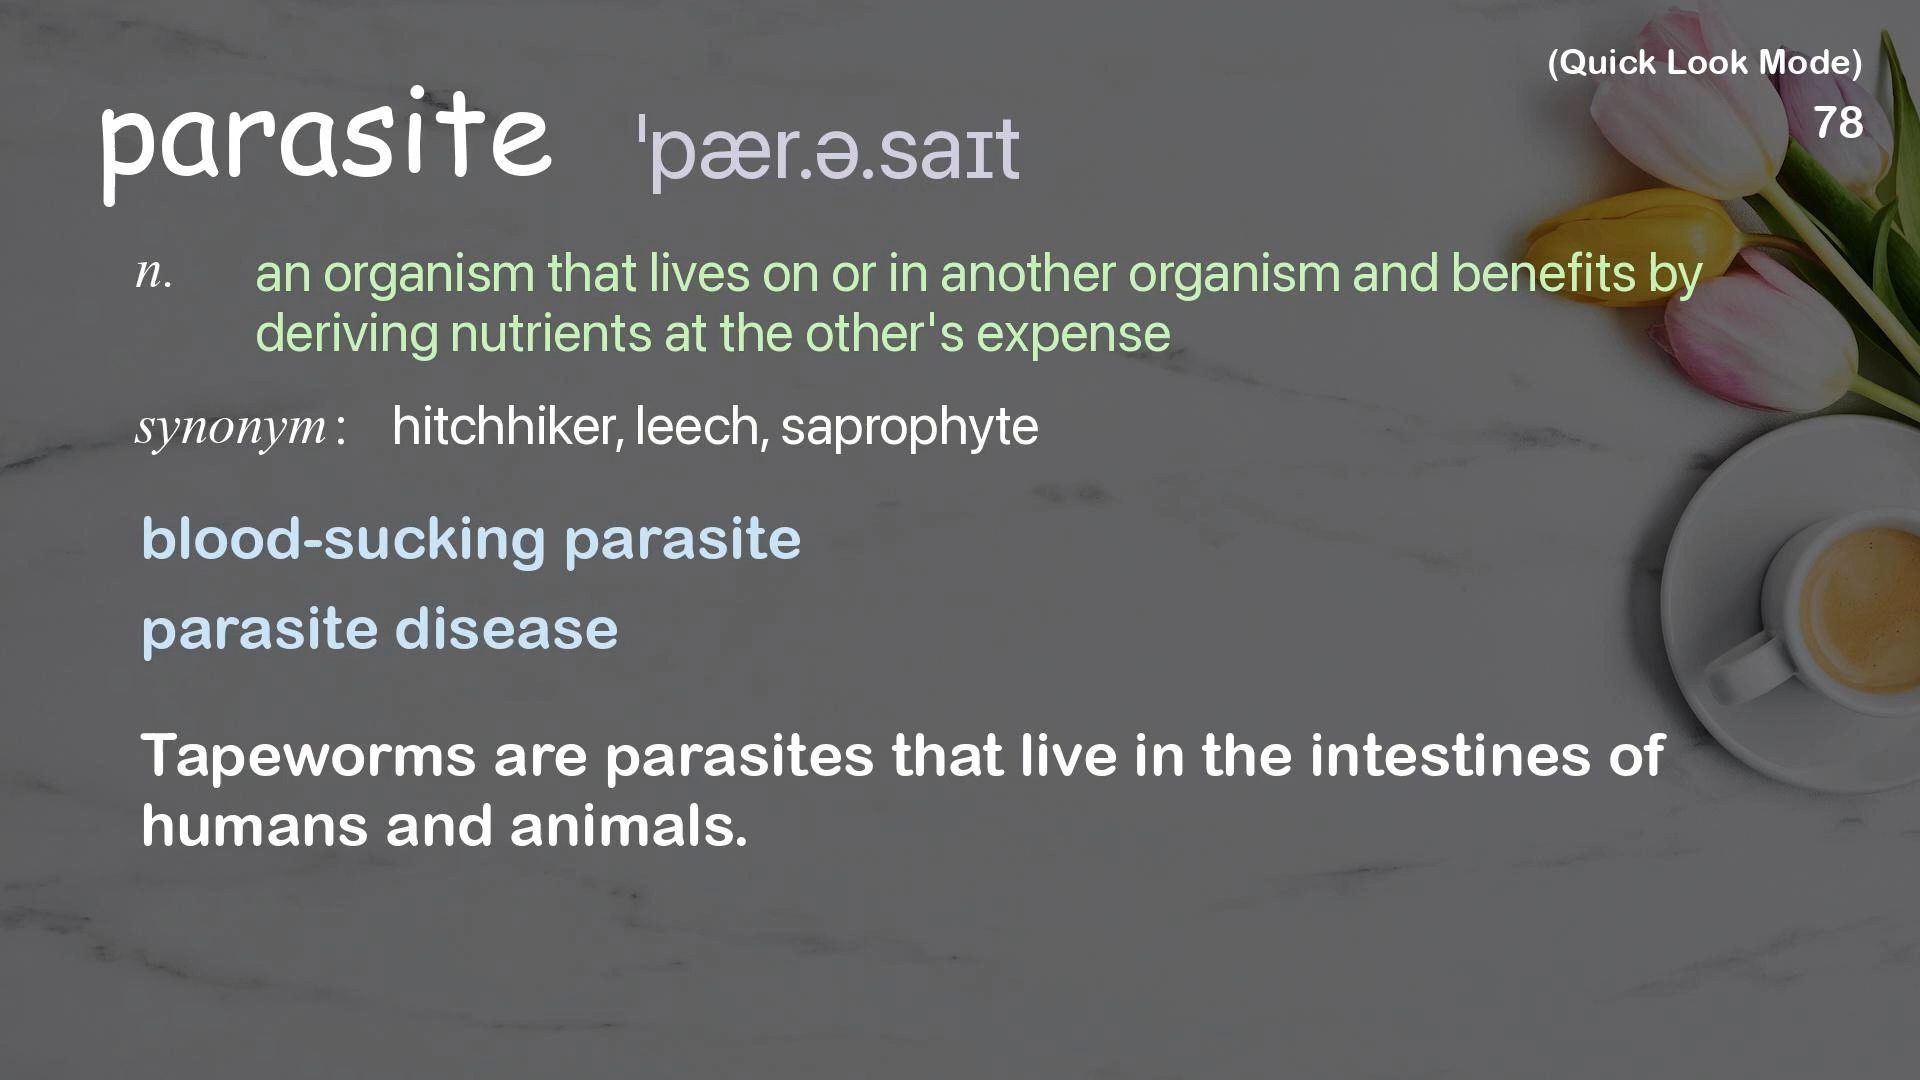 (Quick Look Mode)
78
parasite ˈpær.ə.saɪt
n. an organism that lives on or in another organism and benefits by
deriving nutrients at the other's expense
synonym: hitchhiker, leech, saprophyte
blood-sucking parasite
parasite disease
Tapeworms are parasites that live in the intestines of
humans and animals.